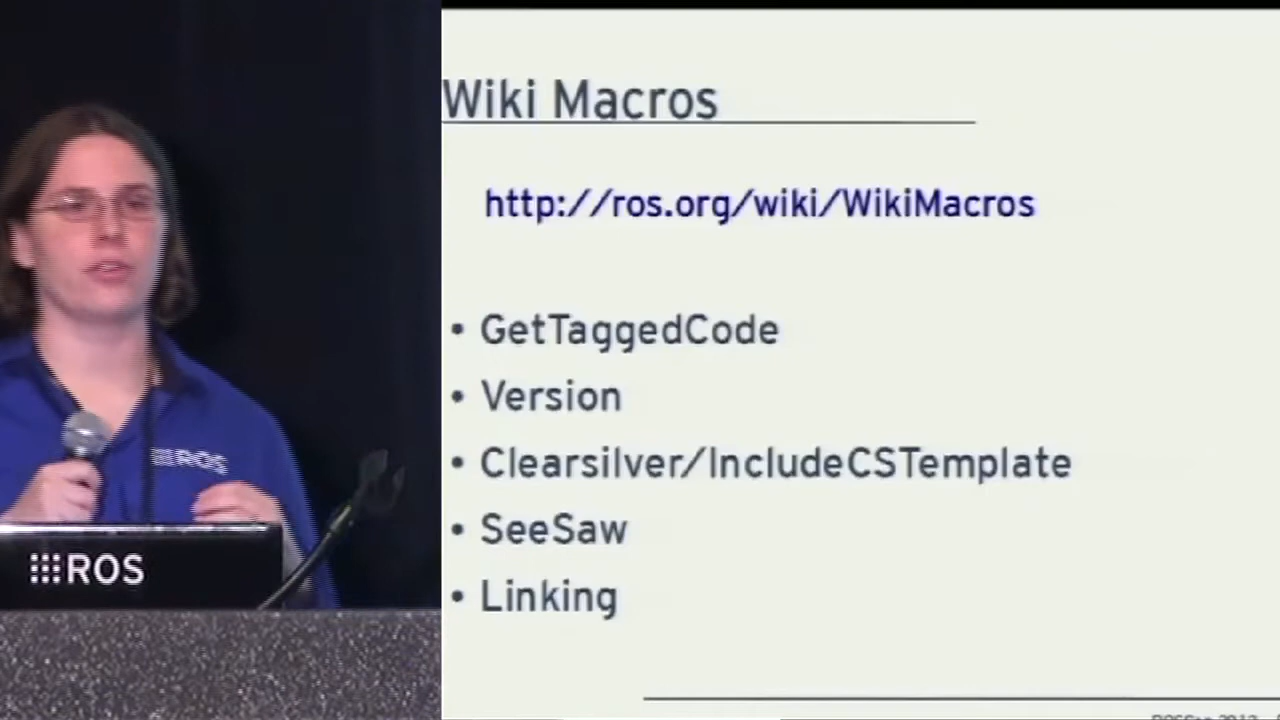 Wiki Macros
http://ros.org/wiki/WikiMacros
• GetTaggedCode
• Version
• Clearsilver/IncludeCSTemplate
• SeeSaw
• Linking
ROS
ROS